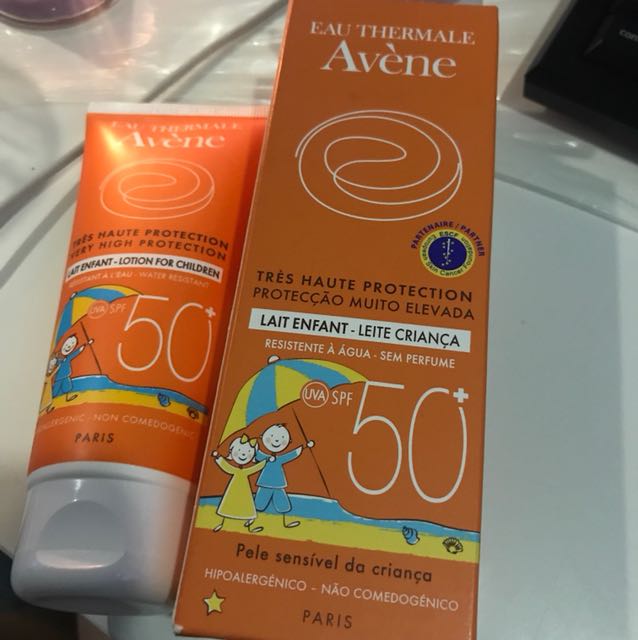 EAU THERMALE
Avène
TRÈS HAUTE PROTECTION
VERY HIGH PROTECTION
LAIT ENFANT - LOTION FOR CHILDREN
WATER RESISTANT
UVA SPF 50+
NON COMEDOGENIC
PARIS
EAU THERMALE
Avène
PARTENAIRE / PARTNER
ESCF
TRÈS HAUTE PROTECTION
PROTECÇÃO MUITO ELEVADA
LAIT ENFANT - LEITE CRIANÇA
RESISTENTE À ÁGUA - SEM PERFUME
UVA SPF 50+
Pele sensível da criança
HIPOALERGÉNICO - NÃO COMEDOGÉNICO
PARIS